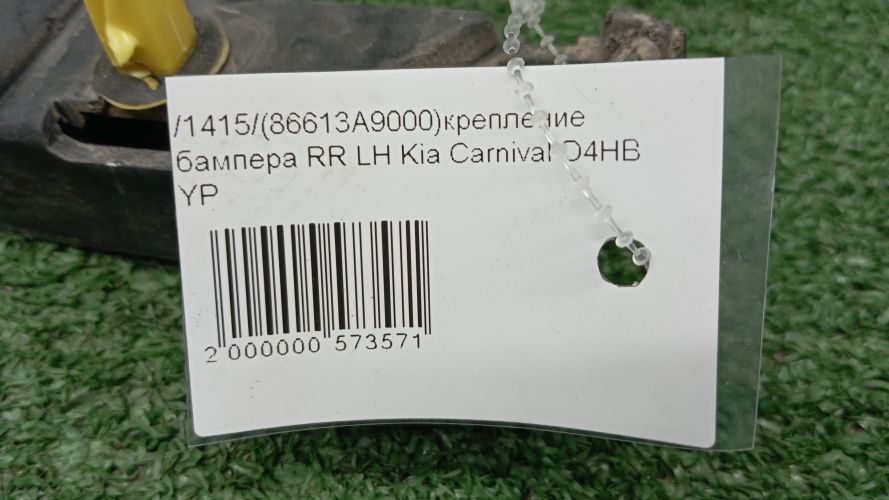 /1415/(86613A9000)крепление
бампера RR LH Kia Carnival D4HB
YP
2 000000 573571